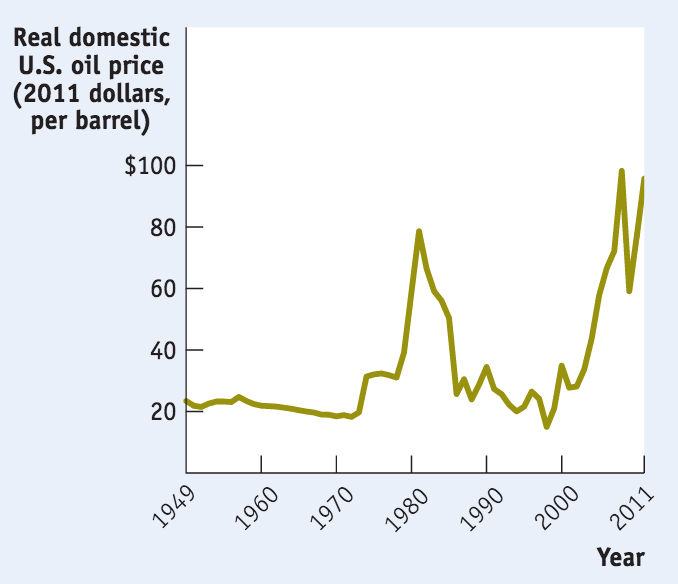 Real domestic
U.S. oil price
(2011 dollars,
per barrel)
$100
80
60
40
20
1949
1960
1970
1980
1990
2000
2011
Year